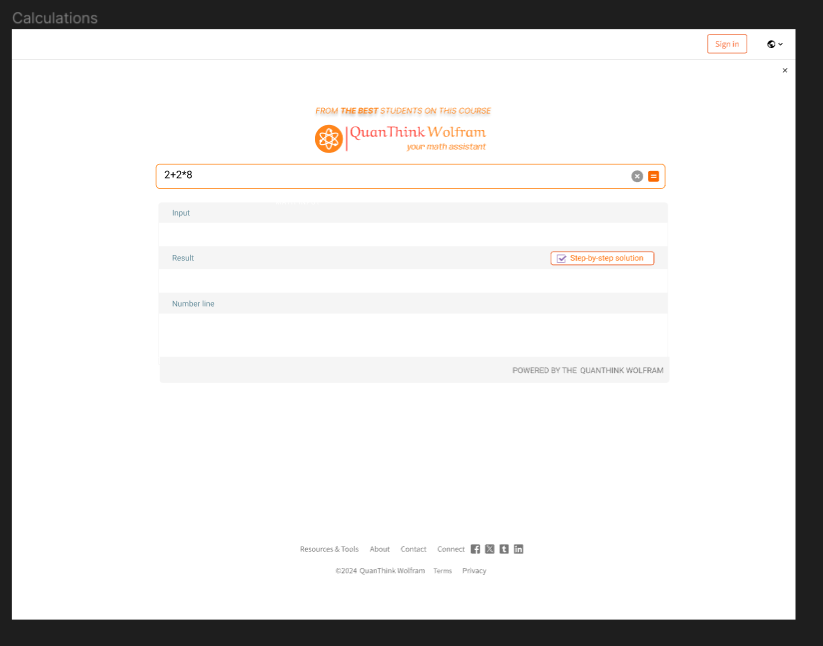 Calculations
Sign in
FROM THE BEST STUDENTS ON THIS COURSE
QuanThink Wolfram
your math assistant
2+2*8
=
Input
Result
Step-by-step solution
Number line
POWERED BY THE QUANTHINK WOLFRAM
Resources & Tools About Contact Connect
©2024 QuanThink Wolfram Terms Privacy